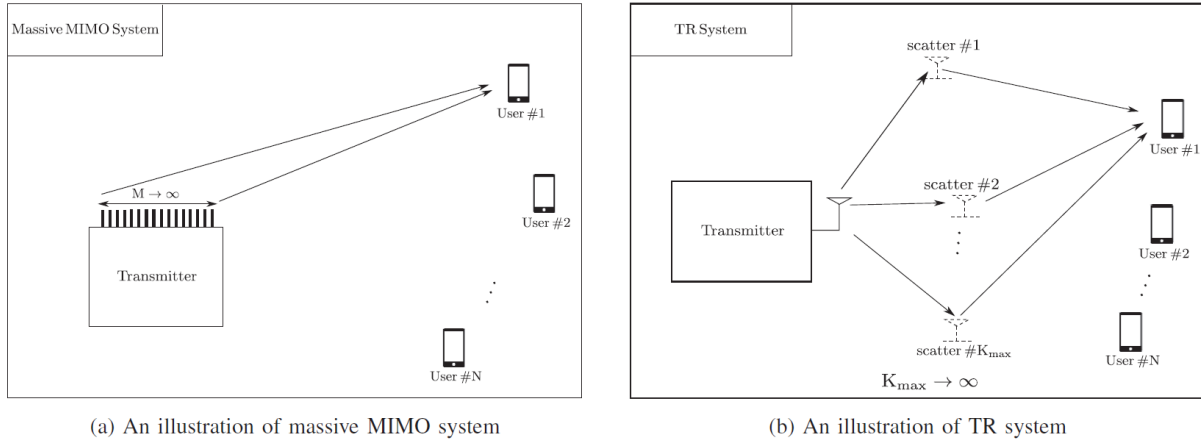 Massive MIMO System
User #1
M → ∞
User #2
Transmitter
User #N
(a) An illustration of massive MIMO system
TR System
scatter #1
User #1
scatter #2
Transmitter
User #2
scatter #Kmax
User #N
Kmax → ∞
(b) An illustration of TR system